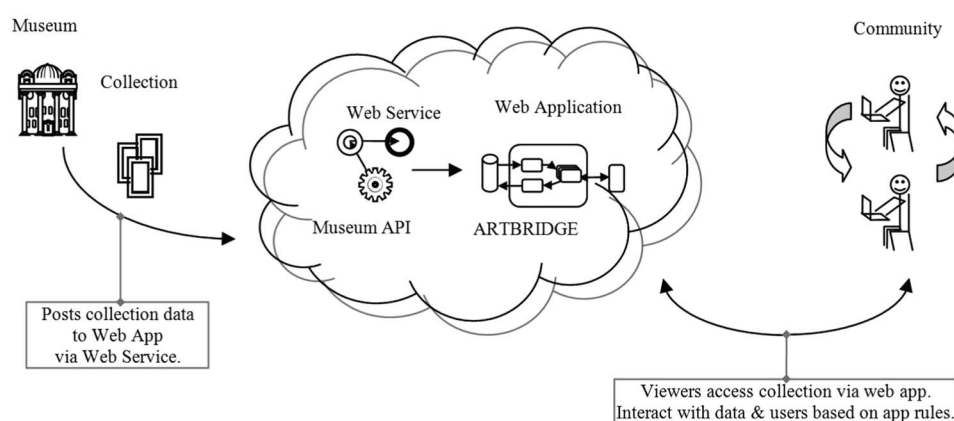 Museum
Collection
Posts collection data
to Web App
via Web Service.
Web Service
Museum API
Web Application
ARTBRIDGE
Community
Viewers access collection via web app.
Interact with data & users based on app rules.